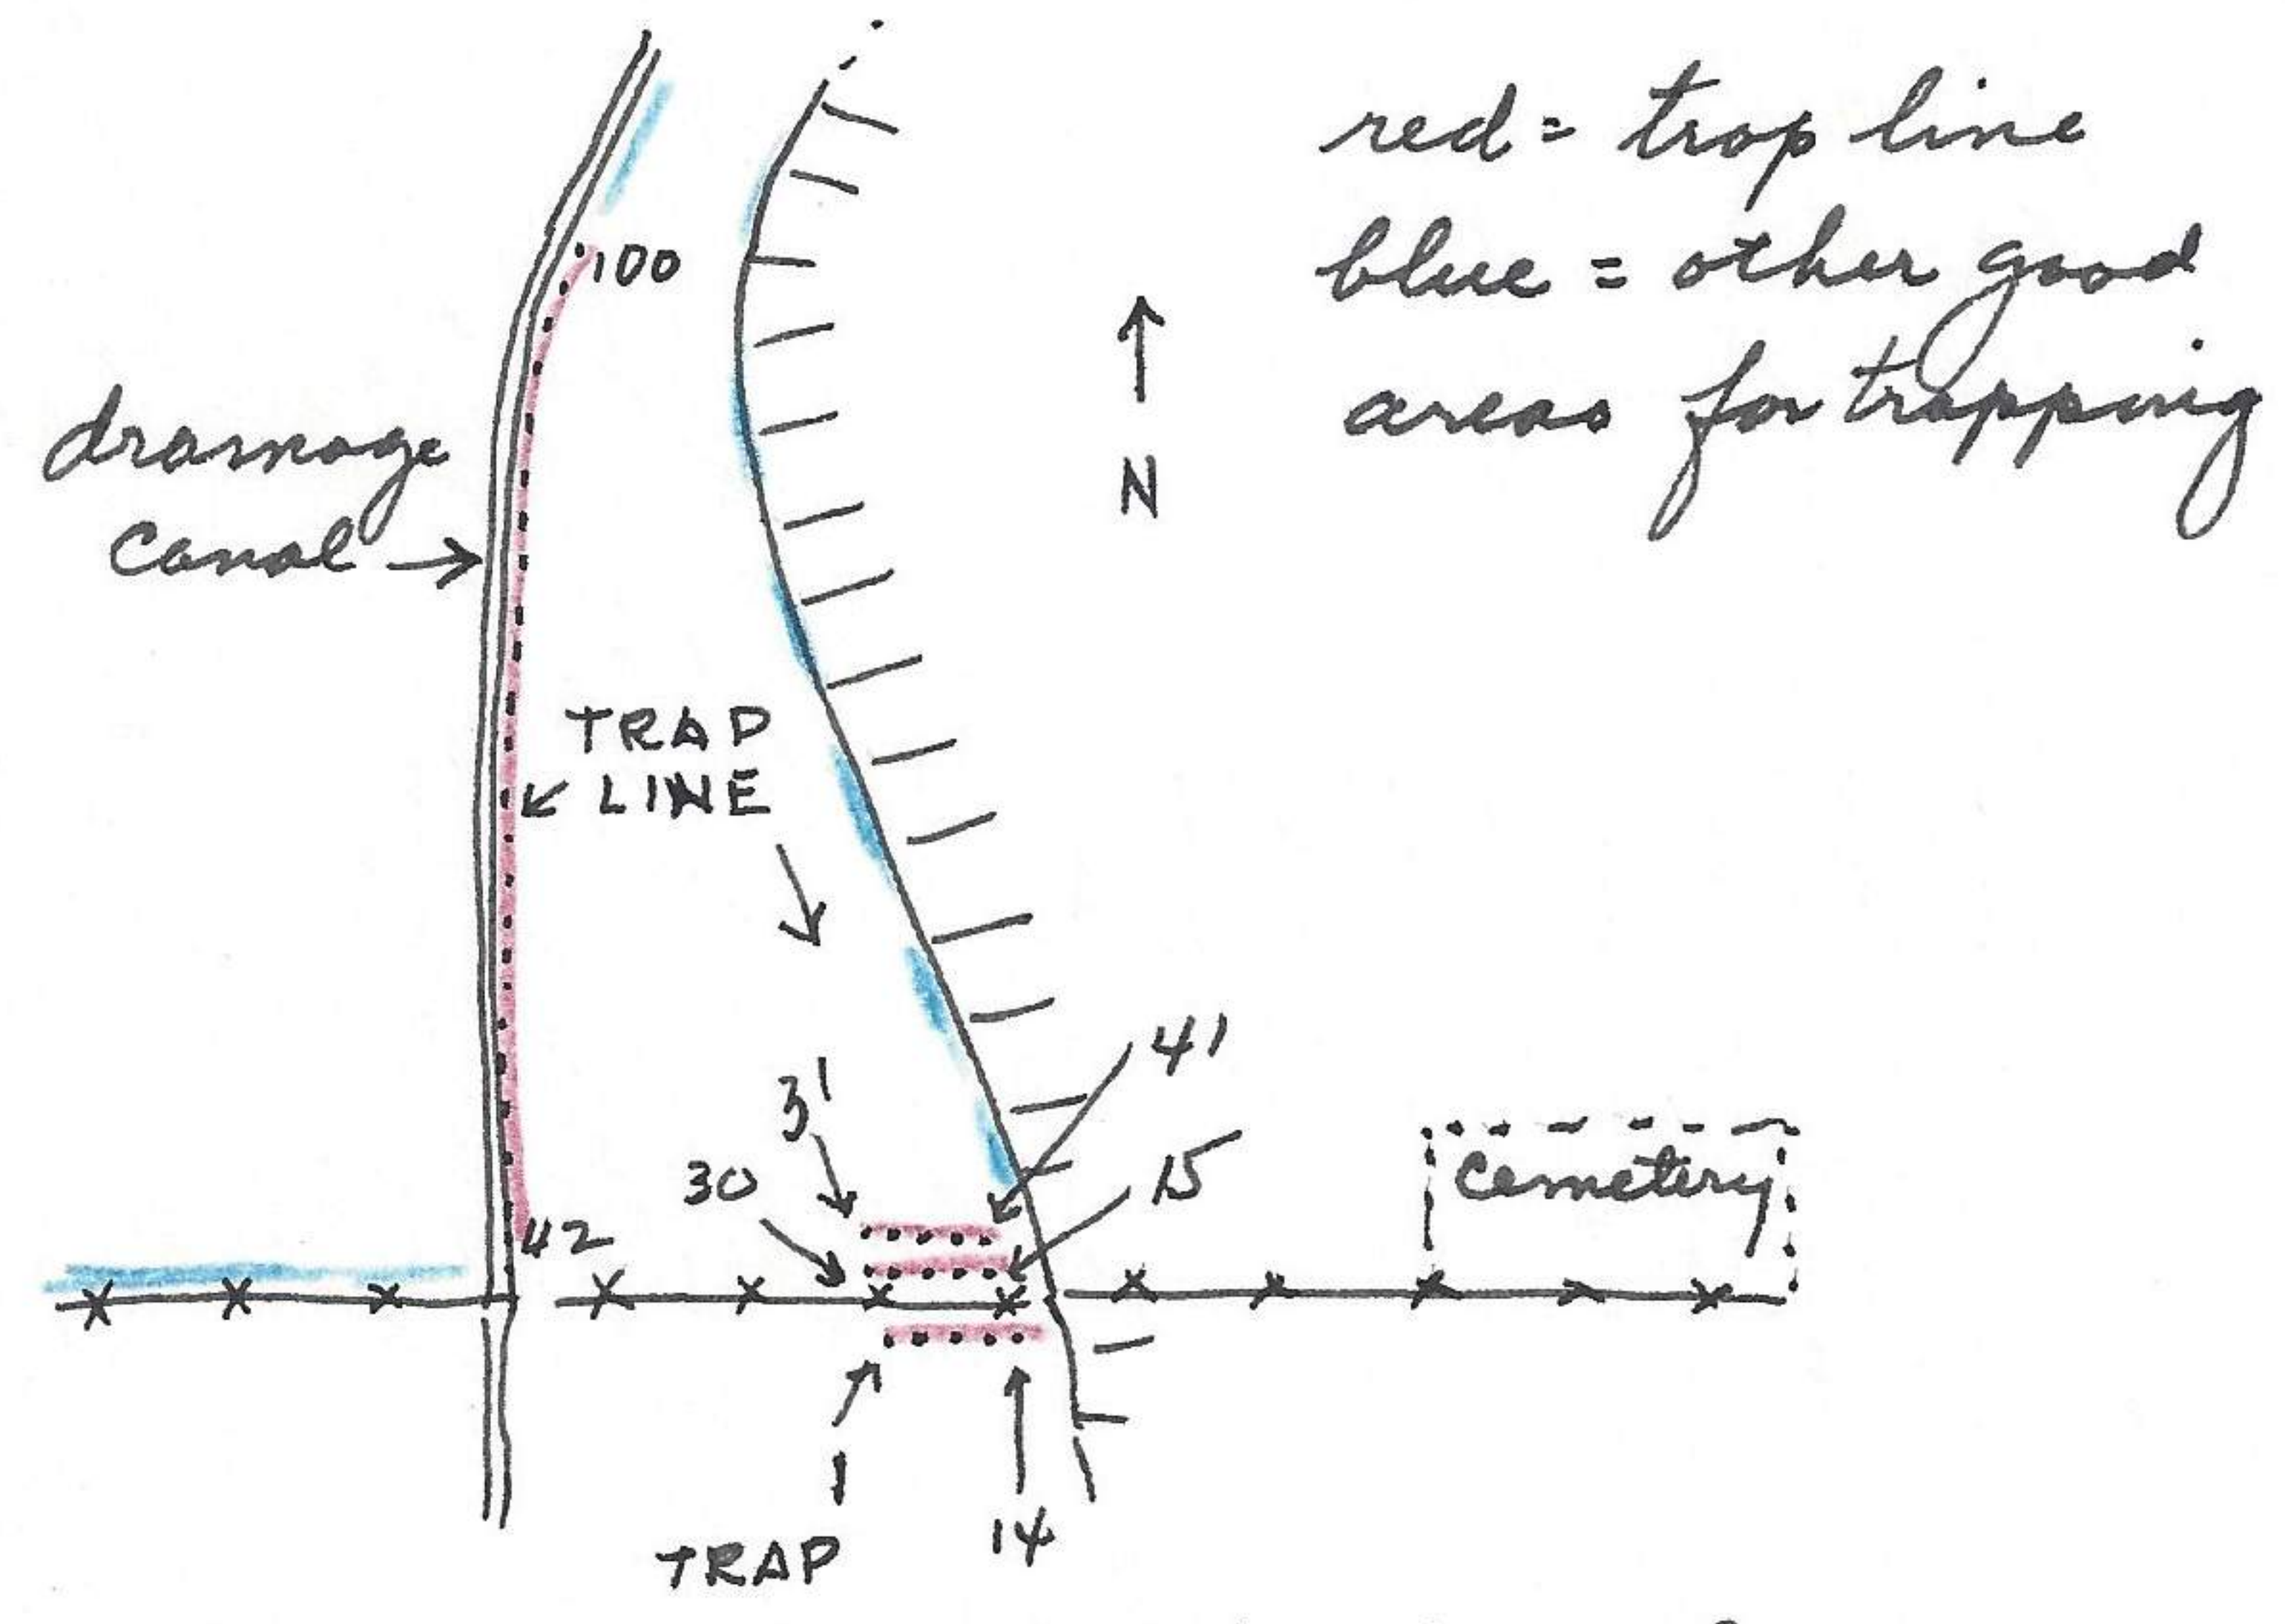 red = trap line
blue = other good
areas for trapping
100
N
drainage
canal
TRAP
LINE
41
31
30
15
cemetery
42
1
14
TRAP